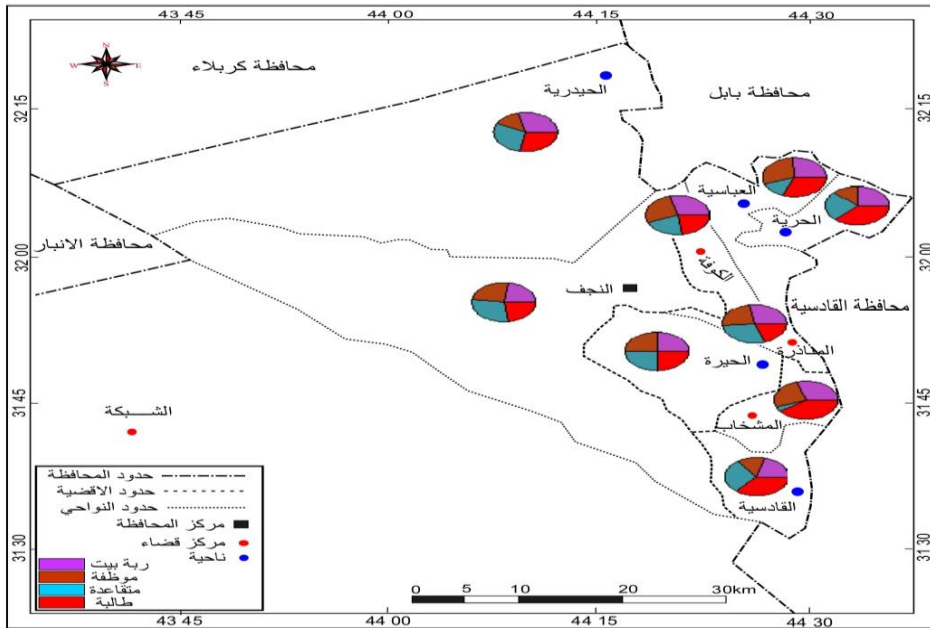 43 45
44 00
44 15
44 30
N
W E
S
محافظة كربلاء
الحيدرية
محافظة بابل
32 15
32 15
العباسية
الحرية
محافظة الانبار
32 00
32 00
الكوفة
النجف
محافظة القادسية
المناذرة
الحيرة
31 45
31 45
الشـــبكة
المشخاب
القادسية
حدود المحافظة
حدود الاقضية
حدود النواحي
مركز المحافظة
مركز قضاء
ناحية
ربة بيت
موظفة
متقاعدة
طالبة
31 30
31 30
0 5 10 20 30km
43 45
44 00
44 15
44 30